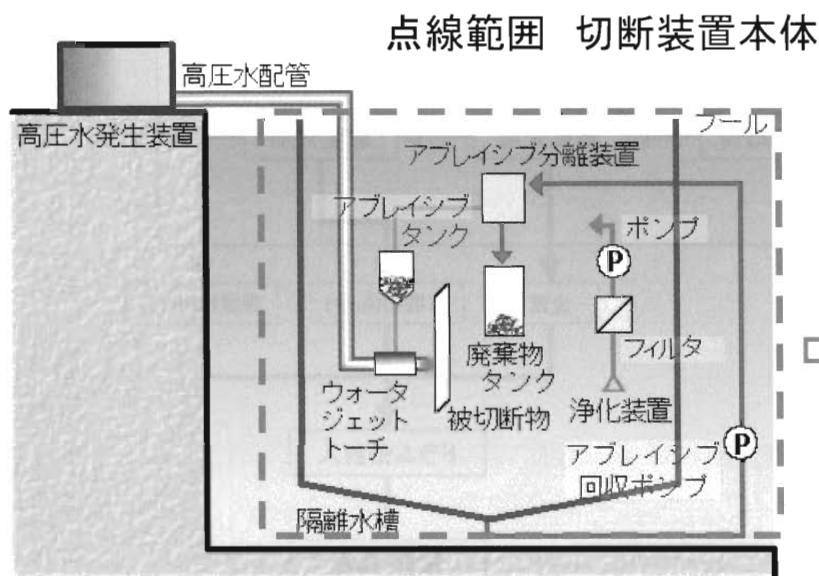 点線範囲 切断装置本体
高圧水配管
プール
高圧水発生装置
アブレイシブ分離装置
アブレイシブ
タンク
ポンプ
P
フィルタ
廃棄物
タンク
ウォータ
ジェット
トーチ
被切断物
浄化装置
アブレイシブ
回収ポンプ
P
隔離水槽